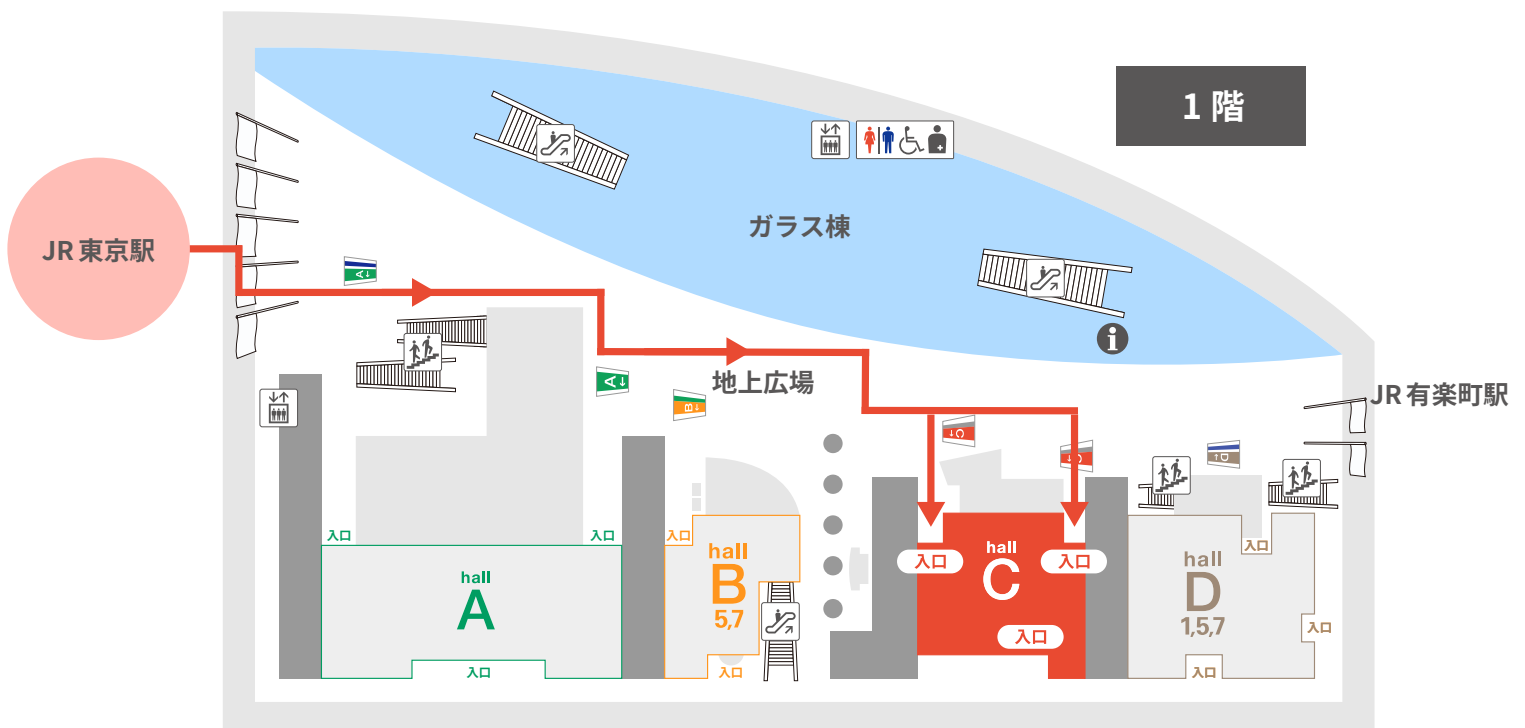 1階
ガラス棟
JR東京駅
A↓
地上広場
A↓
B↓
JR有楽町駅
C↓
C↓
D↓
入口
入口
hall
A
入口
入口
hall
B
5,7
入口
hall
C
入口
入口
入口
hall
D
1,5,7
入口
入口
入口